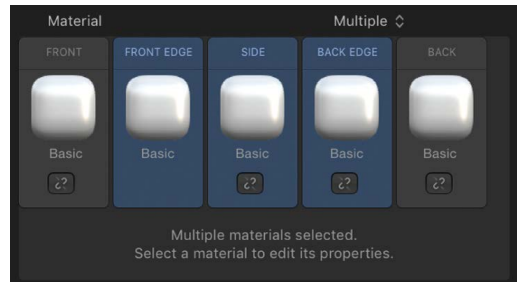 Material Multiple
FRONT FRONT EDGE SIDE BACK EDGE BACK
Basic Basic Basic Basic Basic
¿? ¿? ¿? ¿?
Multiple materials selected.
Select a material to edit its properties.